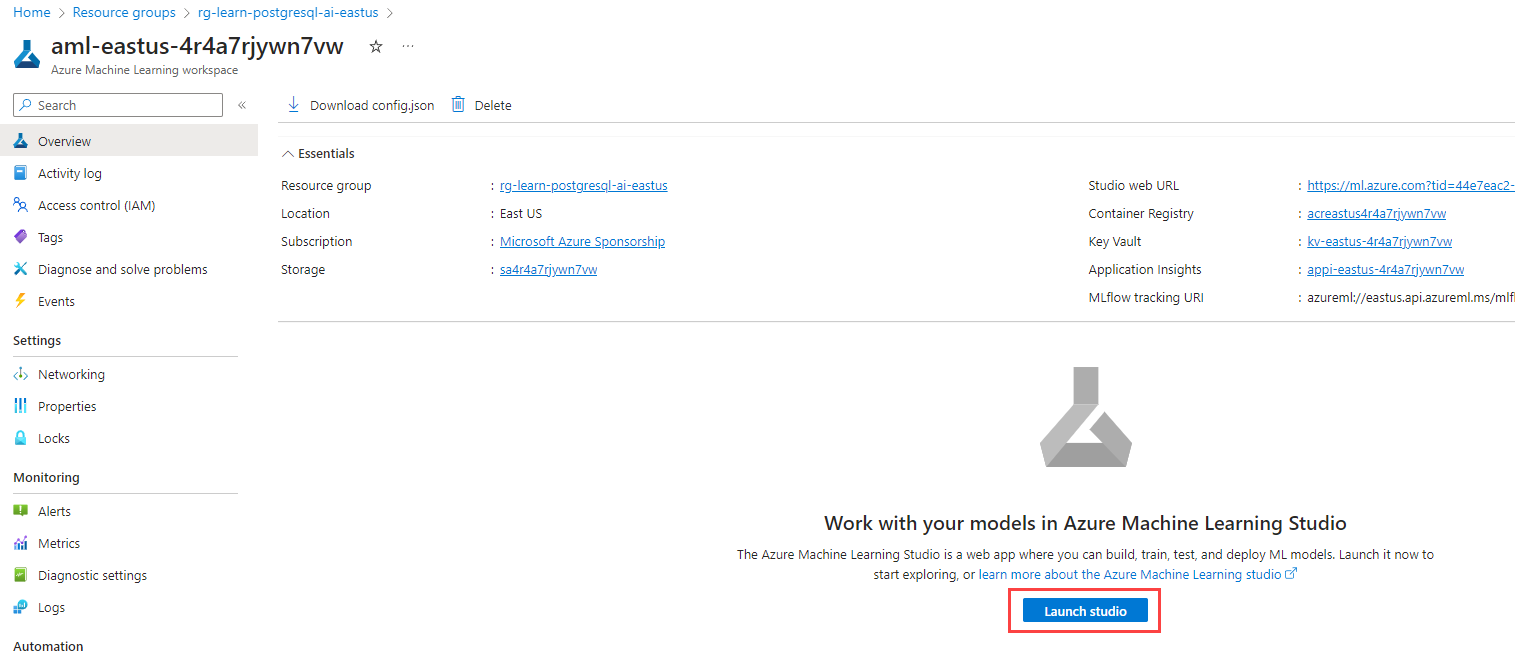 Home > Resource groups > rg-learn-postgresql-ai-eastus >
aml-eastus-4r4a7rjywn7vw ☆ ···
Azure Machine Learning workspace
Search «
Overview
Activity log
Access control (IAM)
Tags
Diagnose and solve problems
Events
Settings
Networking
Properties
Locks
Monitoring
Alerts
Metrics
Diagnostic settings
Logs
Automation
Download config.json Delete
Essentials
Resource group : rg-learn-postgresql-ai-eastus
Location : East US
Subscription : Microsoft Azure Sponsorship
Storage : sa4r4a7rjywn7vw
Studio web URL : https://ml.azure.com?tid=44e7eac2-
Container Registry : acreastus4r4a7rjywn7vw
Key Vault : kv-eastus-4r4a7rjywn7vw
Application Insights : appi-eastus-4r4a7rjywn7vw
MLflow tracking URI : azureml://eastus.api.azureml.ms/mlfl
Work with your models in Azure Machine Learning Studio
The Azure Machine Learning Studio is a web app where you can build, train, test, and deploy ML models. Launch it now to
start exploring, or learn more about the Azure Machine Learning studio
Launch studio